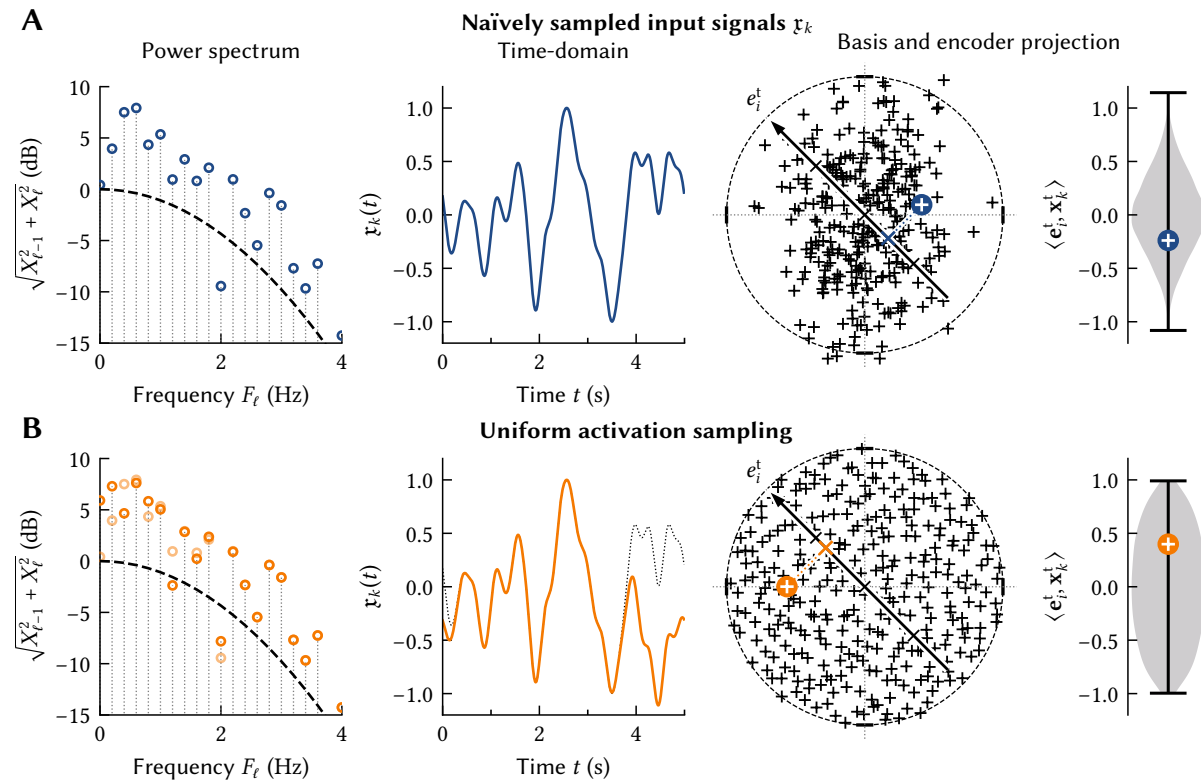 A
Naïvely sampled input signals 𝔵ₖ
Power spectrum
Time-domain
Basis and encoder projection
√X²ℓ₋₁ + X²ℓ (dB)
10
5
0
−5
−10
−15
0
2
4
Frequency Fℓ (Hz)
𝔵ₖ(t)
1.0
0.5
0.0
−0.5
−1.0
0
2
4
Time t (s)
eᵢᵗ
⟨eᵢᵗ, xₖᵗ⟩
1.0
0.5
0.0
−0.5
−1.0
B
Uniform activation sampling
√X²ℓ₋₁ + X²ℓ (dB)
10
5
0
−5
−10
−15
0
2
4
Frequency Fℓ (Hz)
𝔵ₖ(t)
1.0
0.5
0.0
−0.5
−1.0
0
2
4
Time t (s)
eᵢᵗ
⟨eᵢᵗ, xₖᵗ⟩
1.0
0.5
0.0
−0.5
−1.0